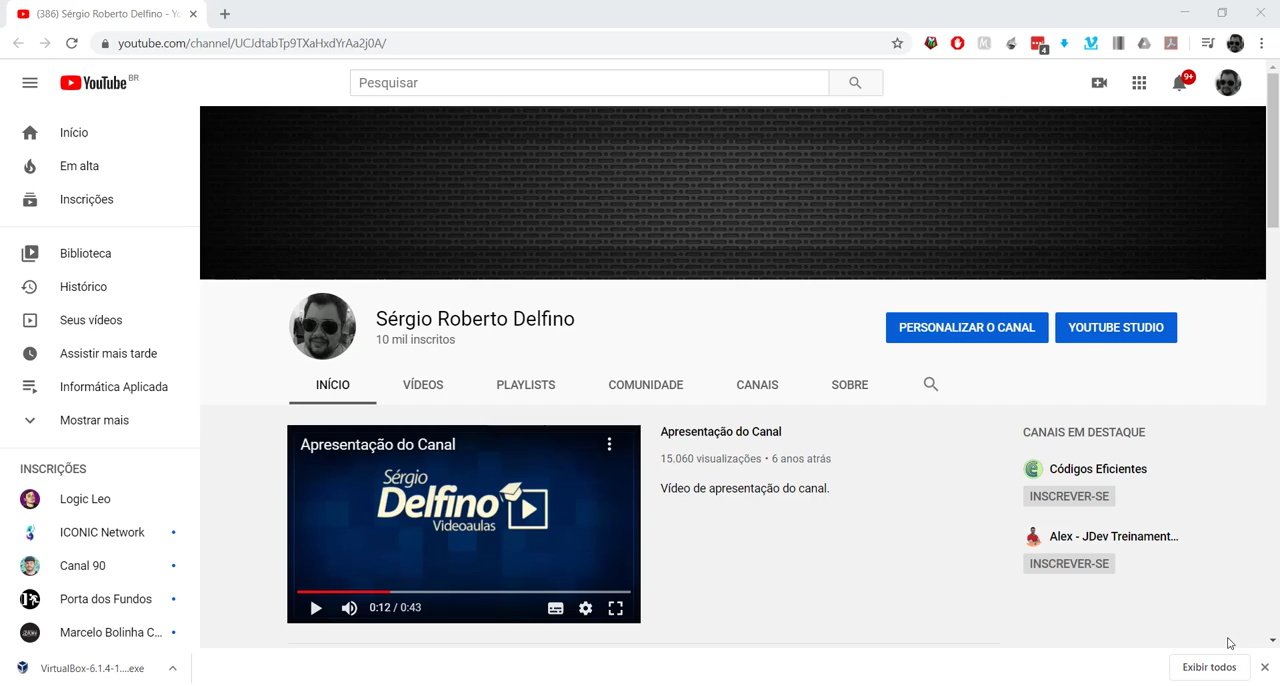 (386) Sérgio Roberto Delfino - Yo
youtube.com/channel/UCJdtabTp9TXaHxdYrAa2j0A/
4
YouTube BR
Pesquisar
9+
Início
Em alta
Inscrições
Biblioteca
Histórico
Seus vídeos
Assistir mais tarde
Informática Aplicada
Mostrar mais
INSCRIÇÕES
Logic Leo
ICONIC Network
Canal 90
Porta dos Fundos
Marcelo Bolinha C...
Sérgio Roberto Delfino
10 mil inscritos
PERSONALIZAR O CANAL
YOUTUBE STUDIO
INÍCIO
VÍDEOS
PLAYLISTS
COMUNIDADE
CANAIS
SOBRE
Apresentação do Canal
Sérgio
Delfino
Videoaulas
0:12 / 0:43
Apresentação do Canal
15.060 visualizações • 6 anos atrás
Vídeo de apresentação do canal.
CANAIS EM DESTAQUE
Códigos Eficientes
INSCREVER-SE
Alex - JDev Treinament...
INSCREVER-SE
VirtualBox-6.1.4-1....exe
Exibir todos